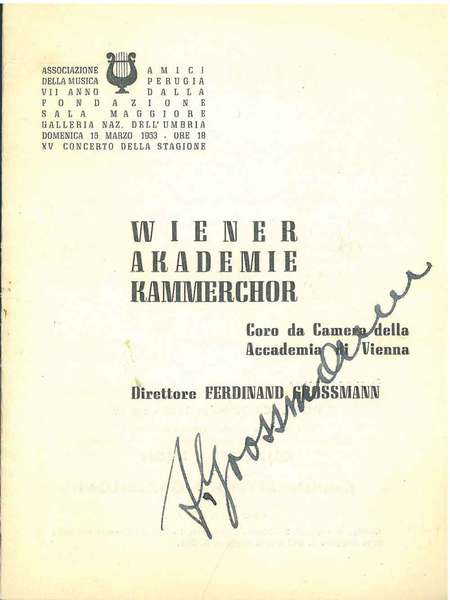 ASSOCIAZIONE AMICI
DELLA MUSICA PERUGIA
VII ANNO DALLA
FONDAZIONE
SALA MAGGIORE
GALLERIA NAZ. DELL'UMBRIA
DOMENICA 15 MARZO 1953 - ORE 18
XV CONCERTO DELLA STAGIONE
WIENER
AKADEMIE
KAMMERCHOR
Coro da Camera della
Accademia di Vienna
Direttore FERDINAND GROSSMANN
F. Grossmann